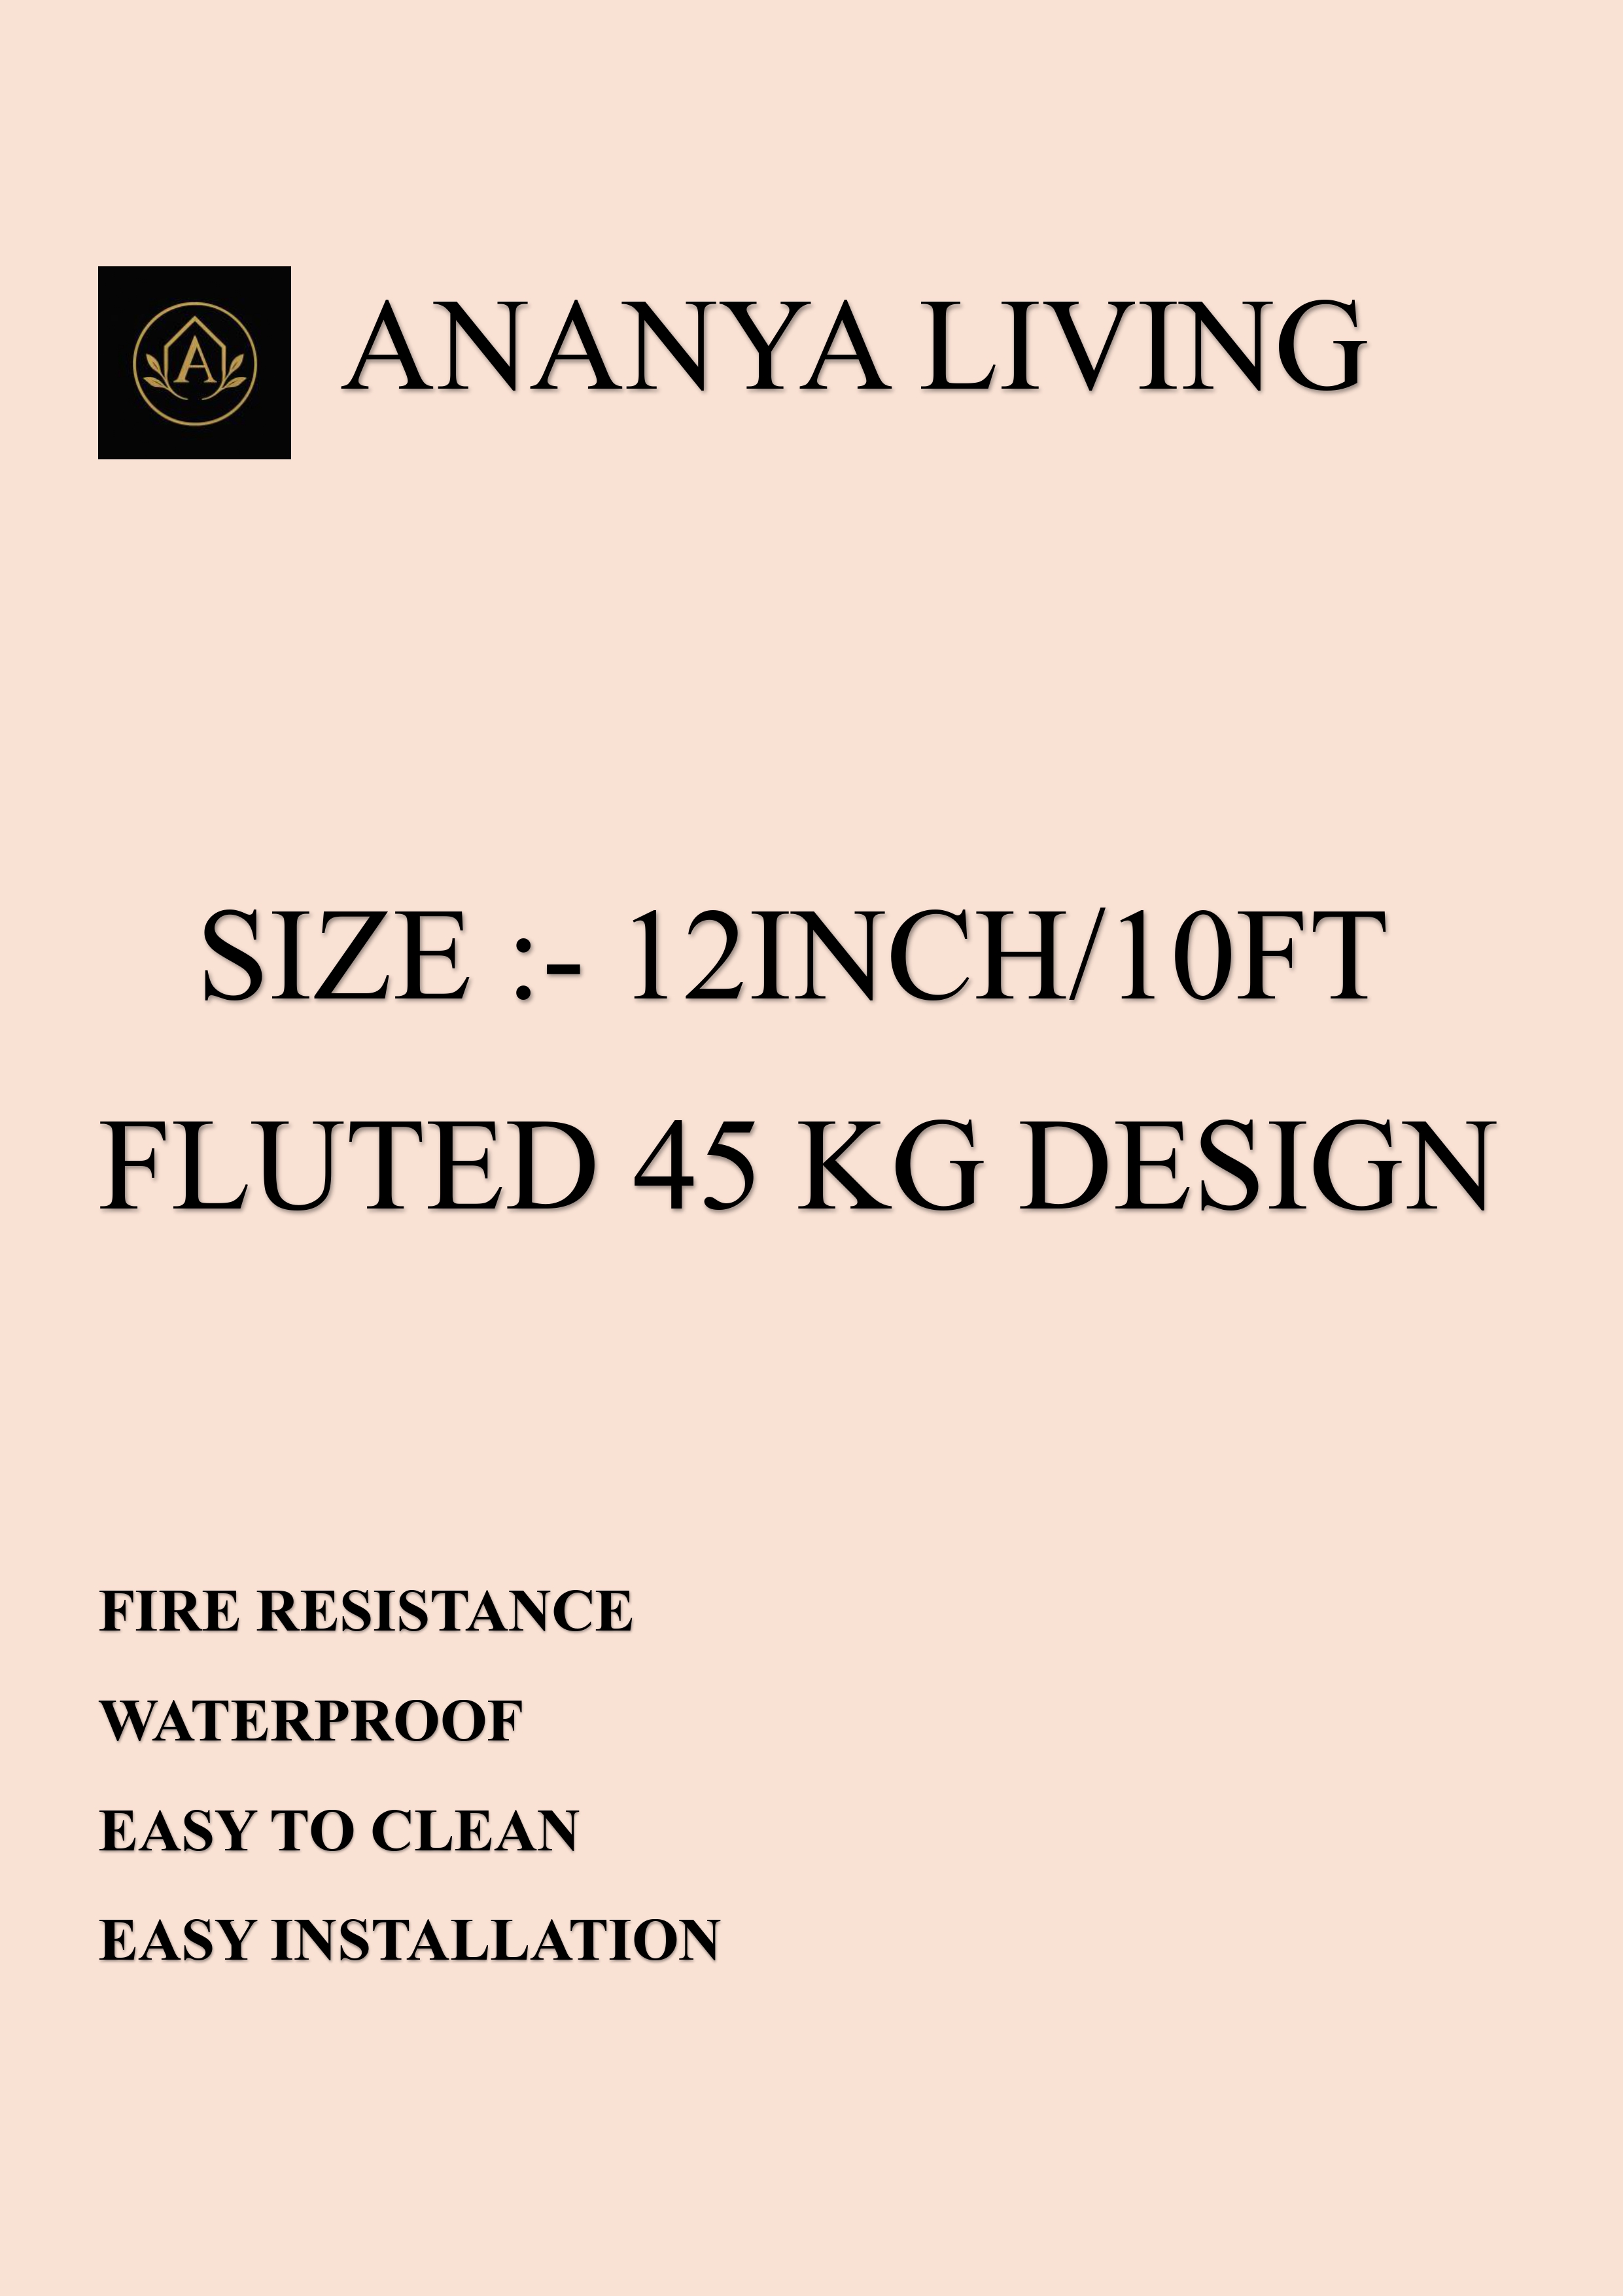 A
ANANYA LIVING
SIZE :- 12INCH/10FT
FLUTED 45 KG DESIGN
FIRE RESISTANCE
WATERPROOF
EASY TO CLEAN
EASY INSTALLATION